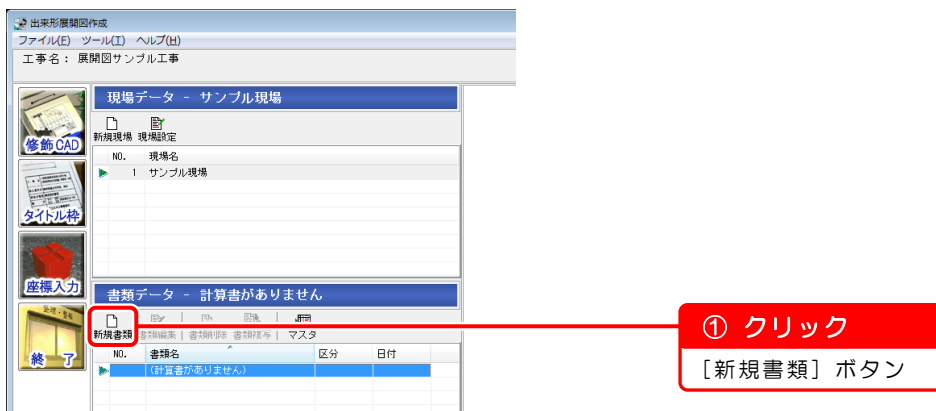 出来形展開図作成
ファイル(F) ツール(T) ヘルプ(H)
工事名： 展開図サンプル工事
修飾CAD
タイトル枠
座標入力
終 了
現場データ － サンプル現場
新規現場 現場設定
NO. 現場名
1 サンプル現場
書類データ － 計算書がありません
新規書類 書類編集 書類削除 書類複写 マスタ
NO. 書類名 区分 日付
(計算書がありません)
① クリック
[新規書類] ボタン